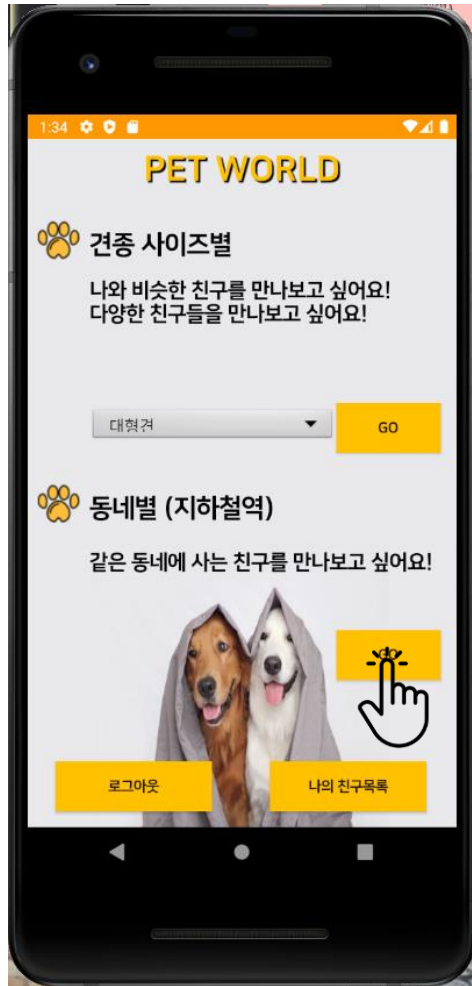 1:34
PET WORLD
견종 사이즈별
나와 비슷한 친구를 만나보고 싶어요!
다양한 친구들을 만나보고 싶어요!
대형견
GO
동네별 (지하철역)
같은 동네에 사는 친구를 만나보고 싶어요!
로그아웃
나의 친구목록